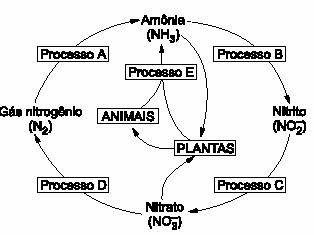 Amônia
(NH₃)
Processo A
Processo B
Processo E
Gás nitrogênio
(N₂)
ANIMAIS
Nitrito
(NO₂⁻)
PLANTAS
Processo D
Processo C
Nitrato
(NO₃⁻)